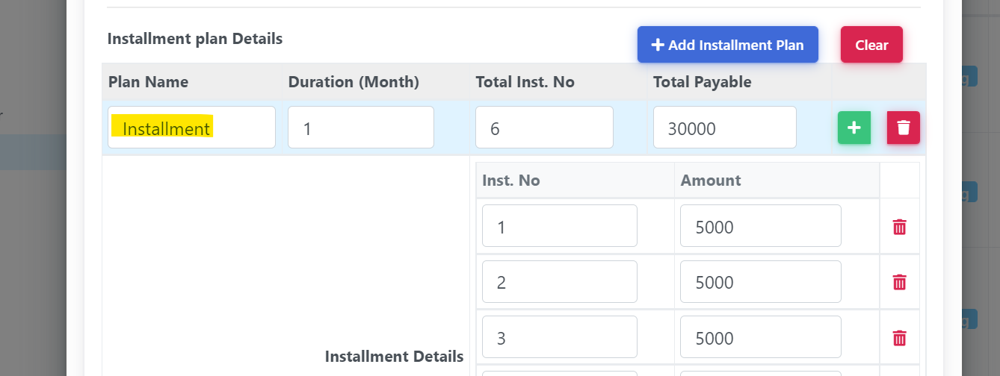 Installment plan Details
Add Installment Plan
Clear
Plan Name Duration (Month) Total Inst. No Total Payable
Installment 1 6 30000
Inst. No Amount
1 5000
2 5000
3 5000
Installment Details